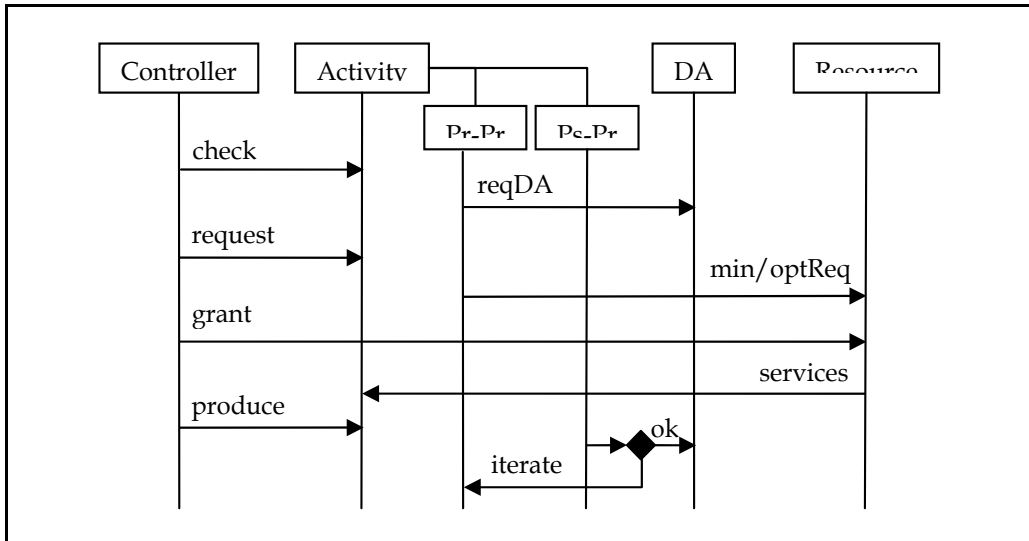 Controller Activity DA Resource
Pr-Pr Ps-Pr
check
reqDA
request
min/optReq
grant
services
produce
ok
iterate